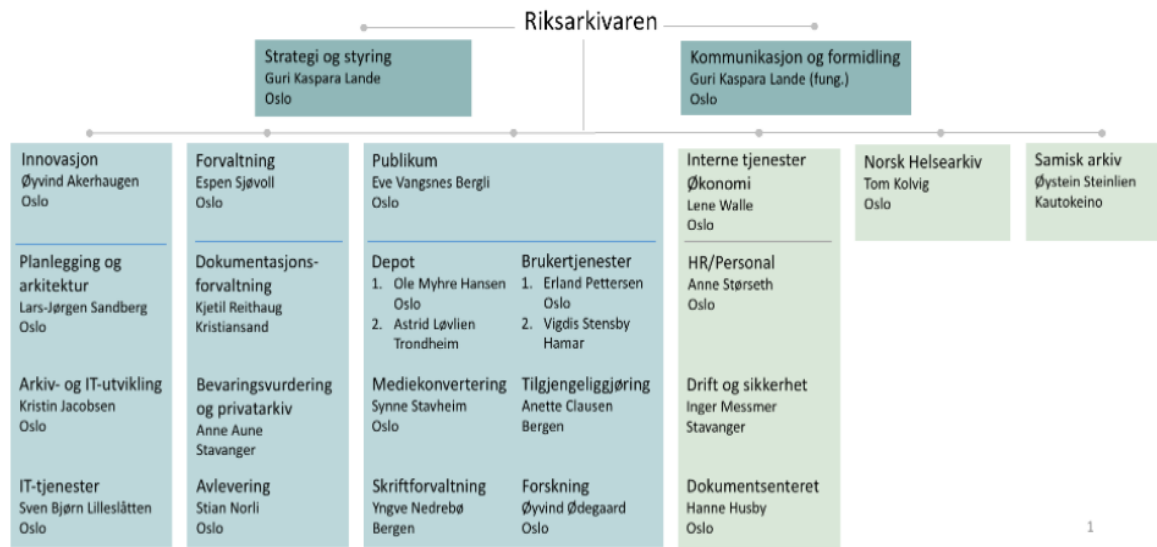 Riksarkivaren
Strategi og styring
Guri Kaspara Lande
Oslo
Kommunikasjon og formidling
Guri Kaspara Lande (fung.)
Oslo
Innovasjon
Øyvind Akerhaugen
Oslo
Planlegging og
arkitektur
Lars-Jørgen Sandberg
Oslo
Arkiv- og IT-utvikling
Kristin Jacobsen
Oslo
IT-tjenester
Sven Bjørn Lilleslåtten
Oslo
Forvaltning
Espen Sjøvoll
Oslo
Dokumentasjons-
forvaltning
Kjetil Reithaug
Kristiansand
Bevaringsvurdering
og privatarkiv
Anne Aune
Stavanger
Avlevering
Stian Norli
Oslo
Publikum
Eve Vangsnes Bergli
Oslo
Depot
1. Ole Myhre Hansen
Oslo
2. Astrid Løvlien
Trondheim
Mediekonvertering
Synne Stavheim
Oslo
Skriftforvaltning
Yngve Nedrebø
Bergen
Brukertjenester
1. Erland Pettersen
Oslo
2. Vigdis Stensby
Hamar
Tilgjengeliggjøring
Anette Clausen
Bergen
Forskning
Øyvind Ødegaard
Oslo
Interne tjenester
Økonomi
Lene Walle
Oslo
HR/Personal
Anne Størseth
Oslo
Drift og sikkerhet
Inger Messmer
Stavanger
Dokumentsenteret
Hanne Husby
Oslo
Norsk Helsearkiv
Tom Kolvig
Oslo
Samisk arkiv
Øystein Steinlien
Kautokeino
1